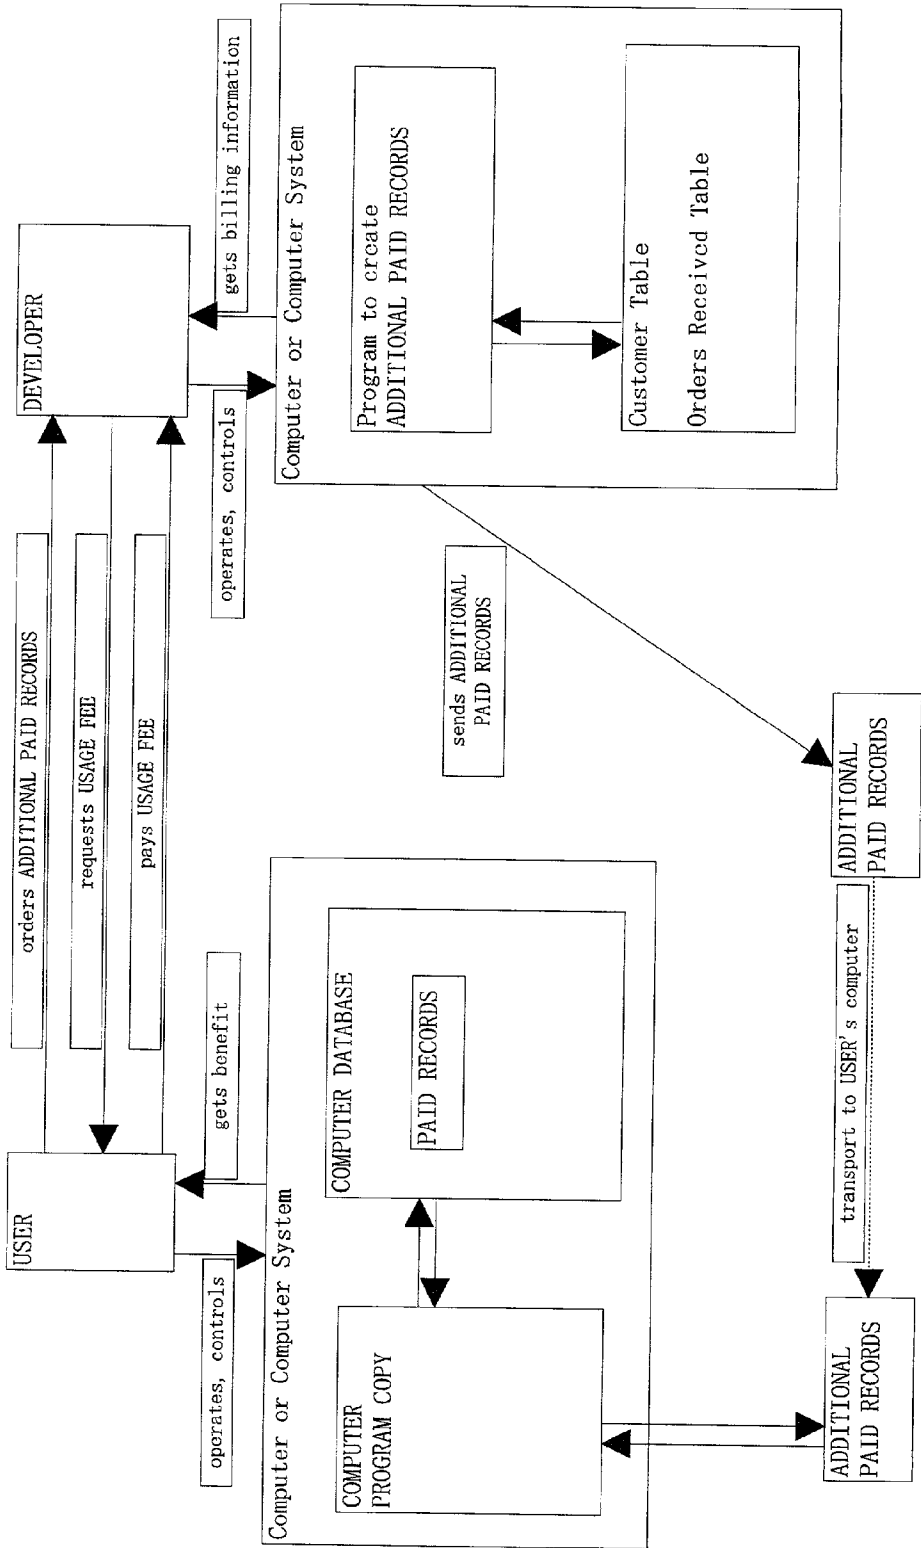 USER
orders ADDITIONAL PAID RECORDS
requests USAGE FEE
pays USAGE FEE
DEVELOPER
operates, controls
gets benefit
operates, controls
gets billing information
Computer or Computer System
COMPUTER
PROGRAM COPY
COMPUTER DATABASE
PAID RECORDS
Computer or Computer System
Program to create
ADDITIONAL PAID RECORDS
Customer Table
Orders Received Table
sends ADDITIONAL
PAID RECORDS
ADDITIONAL
PAID RECORDS
transport to USER's computer
ADDITIONAL
PAID RECORDS